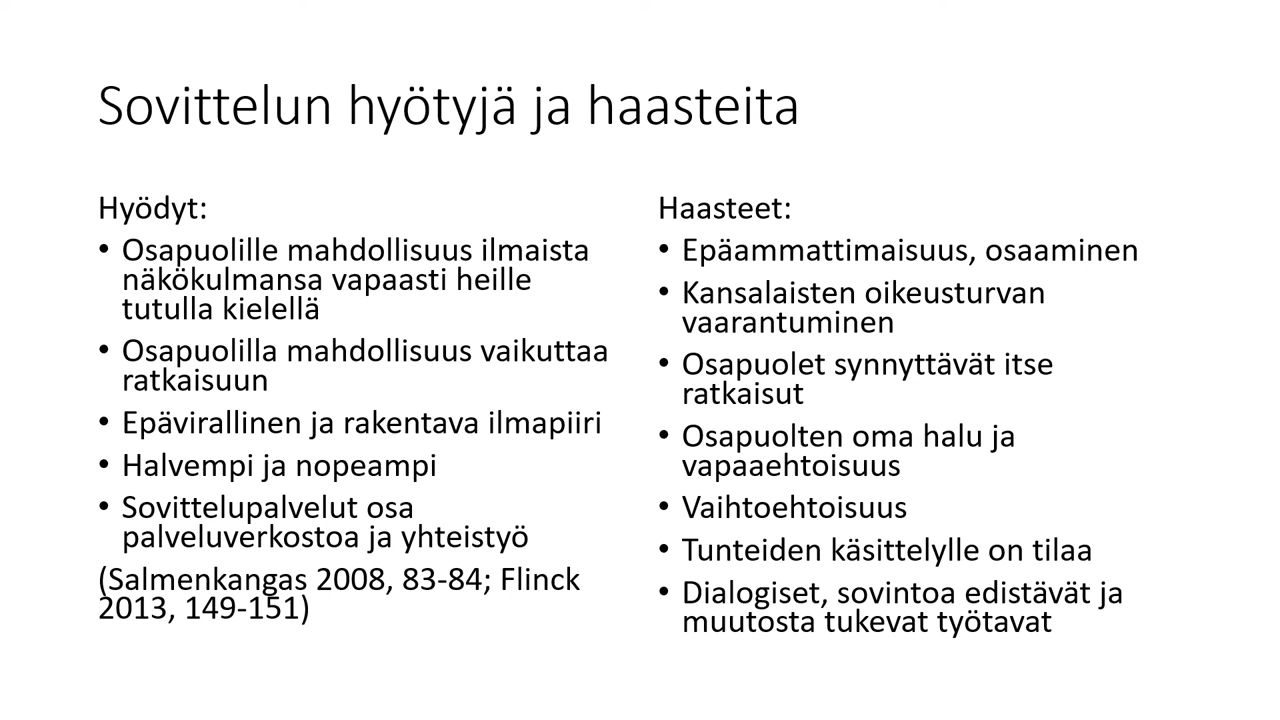 Sovittelun hyötyjä ja haasteita
Hyödyt:
• Osapuolille mahdollisuus ilmaista
näkökulmansa vapaasti heille
tutulla kielellä
• Osapuolilla mahdollisuus vaikuttaa
ratkaisuun
• Epävirallinen ja rakentava ilmapiiri
• Halvempi ja nopeampi
• Sovittelupalvelut osa
palveluverkostoa ja yhteistyö
(Salmenkangas 2008, 83-84; Flinck
2013, 149-151)
Haasteet:
• Epäammattimaisuus, osaaminen
• Kansalaisten oikeusturvan
vaarantuminen
• Osapuolet synnyttävät itse
ratkaisut
• Osapuolten oma halu ja
vapaaehtoisuus
• Vaihtoehtoisuus
• Tunteiden käsittelylle on tilaa
• Dialogiset, sovintoa edistävät ja
muutosta tukevat työtavat